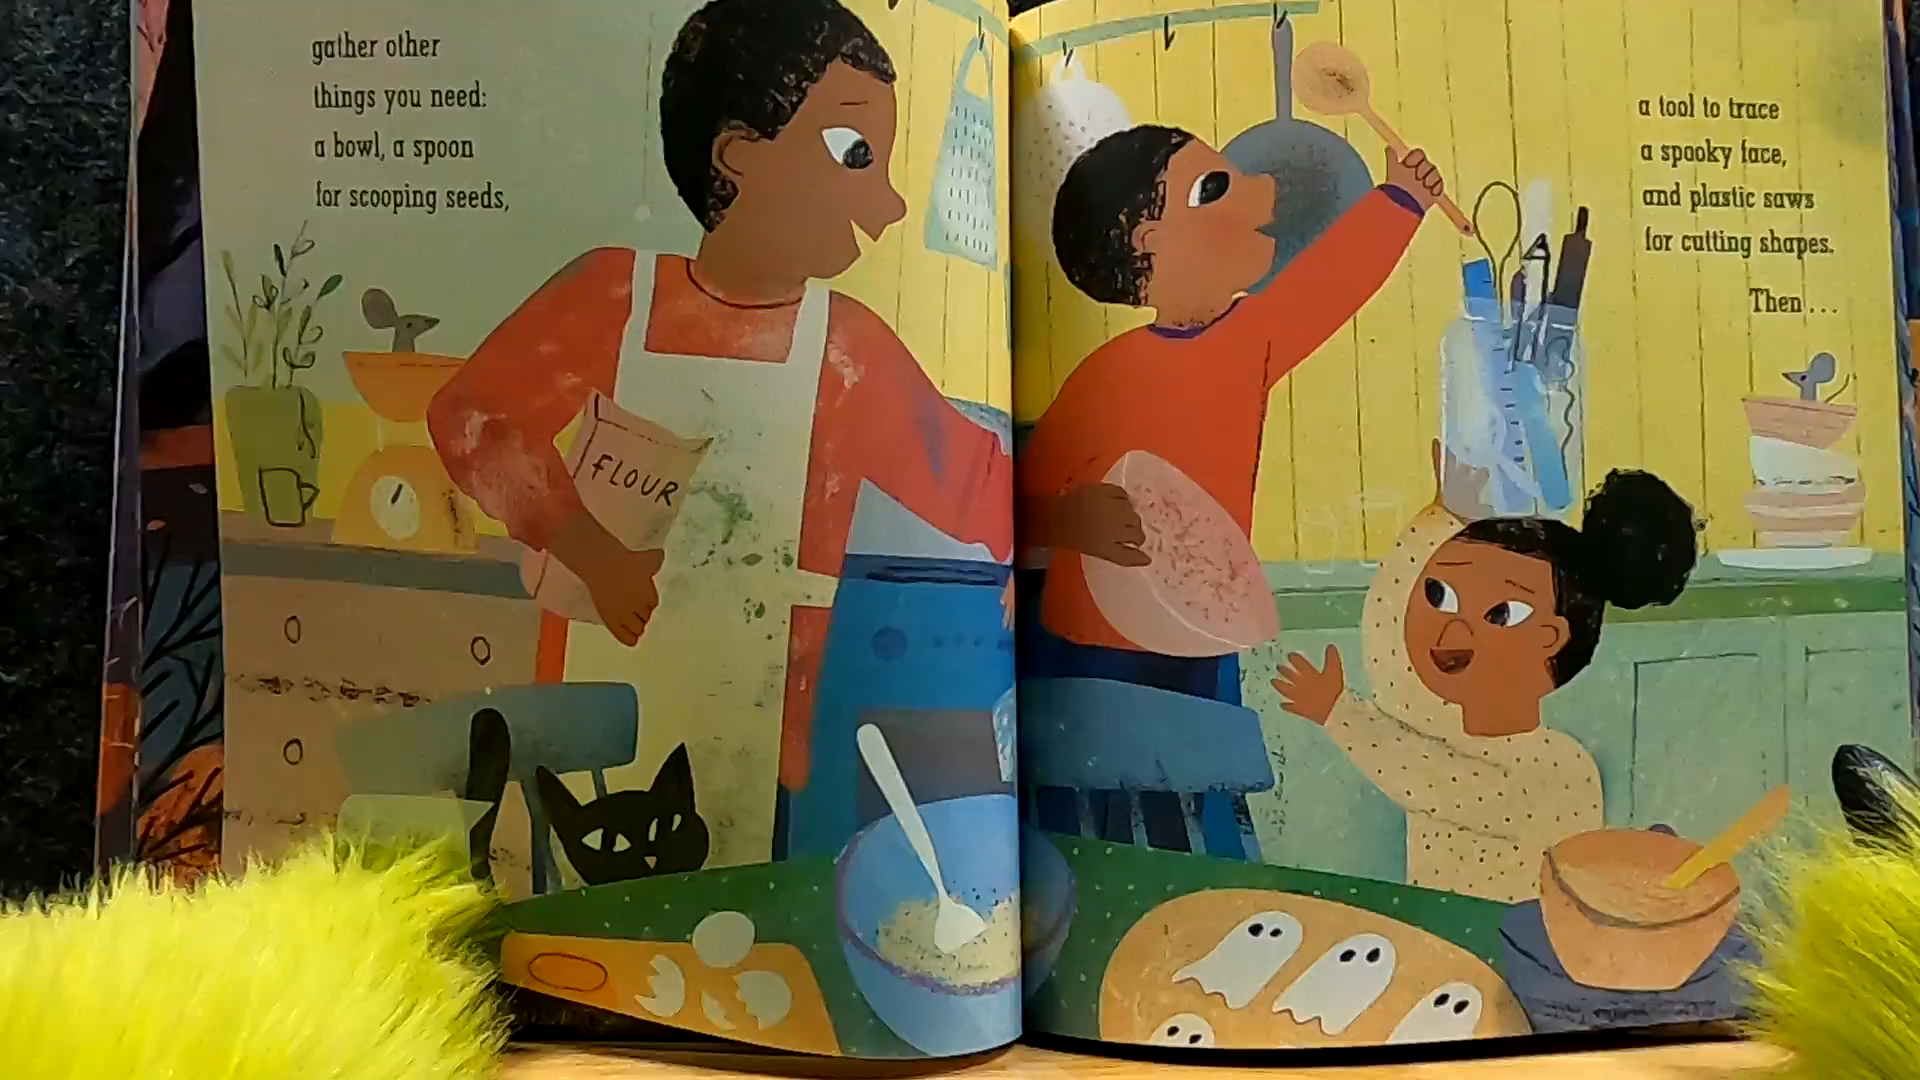 gather other
things you need:
a bowl, a spoon
for scooping seeds,
FLOUR
a tool to trace
a spooky face,
and plastic saws
for cutting shapes.
Then . . .